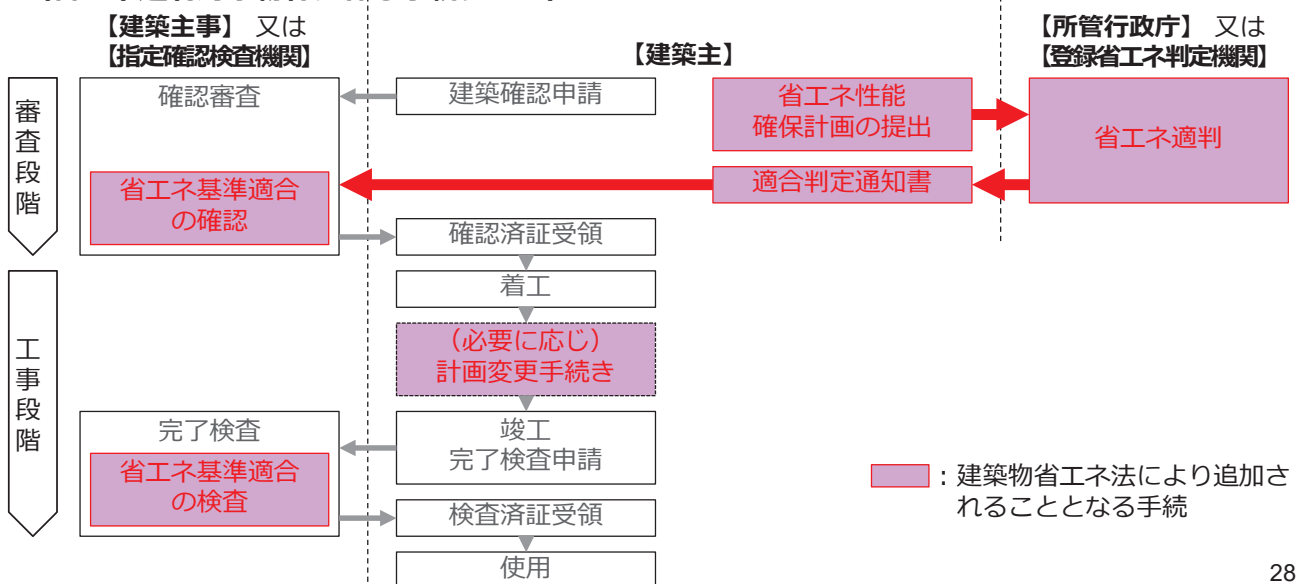 【建築主事】 又は
【指定確認検査機関】
【建築主】
【所管行政庁】 又は
【登録省エネ判定機関】
審査段階
確認審査
建築確認申請
省エネ性能
確保計画の提出
省エネ適判
省エネ基準適合
の確認
適合判定通知書
確認済証受領
着工
工事段階
（必要に応じ）
計画変更手続き
完了検査
竣工
完了検査申請
省エネ基準適合
の検査
検査済証受領
使用
：建築物省エネ法により追加さ
れることとなる手続
28